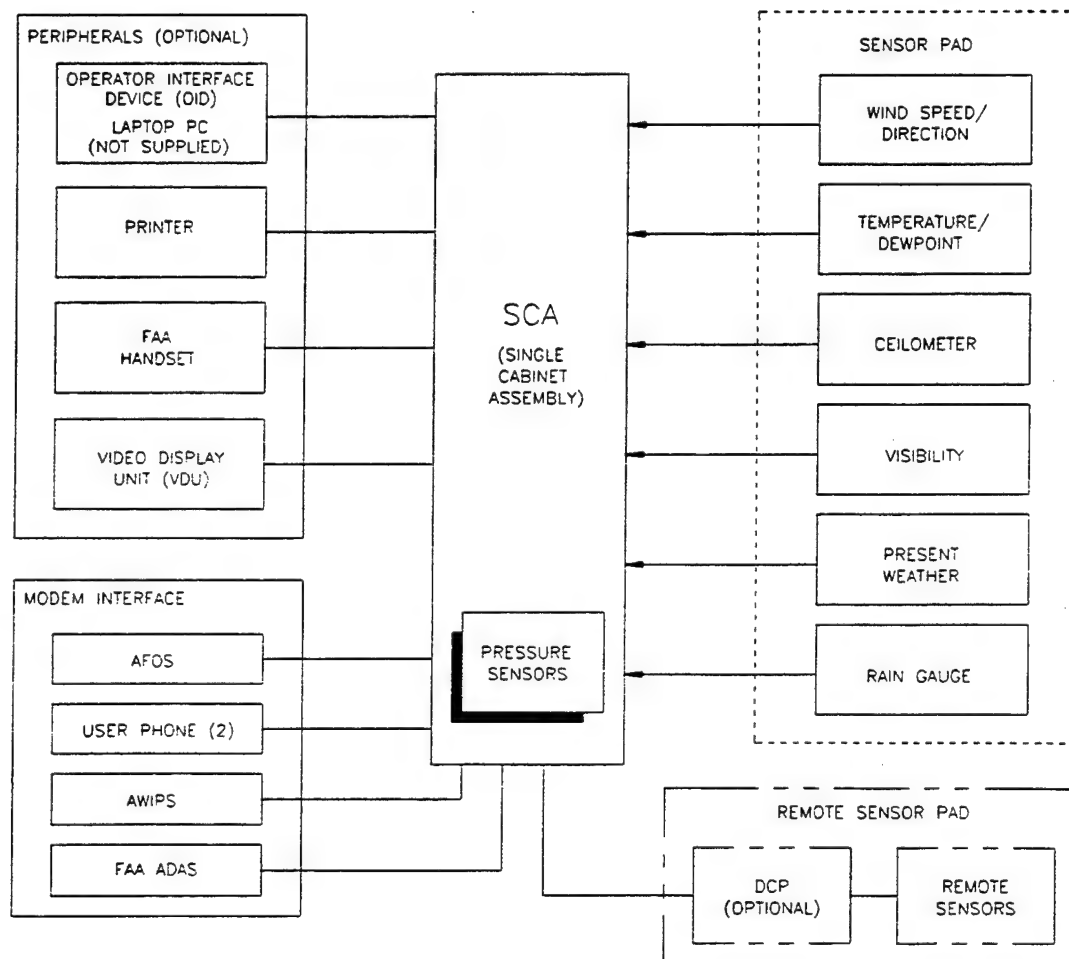 PERIPHERALS (OPTIONAL)
OPERATOR INTERFACE
DEVICE (OID)
LAPTOP PC
(NOT SUPPLIED)
PRINTER
FAA
HANDSET
VIDEO DISPLAY
UNIT (VDU)
MODEM INTERFACE
AFOS
USER PHONE (2)
AWIPS
FAA ADAS
SCA
(SINGLE
CABINET
ASSEMBLY)
PRESSURE
SENSORS
SENSOR PAD
WIND SPEED/
DIRECTION
TEMPERATURE/
DEWPOINT
CEILOMETER
VISIBILITY
PRESENT
WEATHER
RAIN GAUGE
REMOTE SENSOR PAD
DCP
(OPTIONAL)
REMOTE
SENSORS